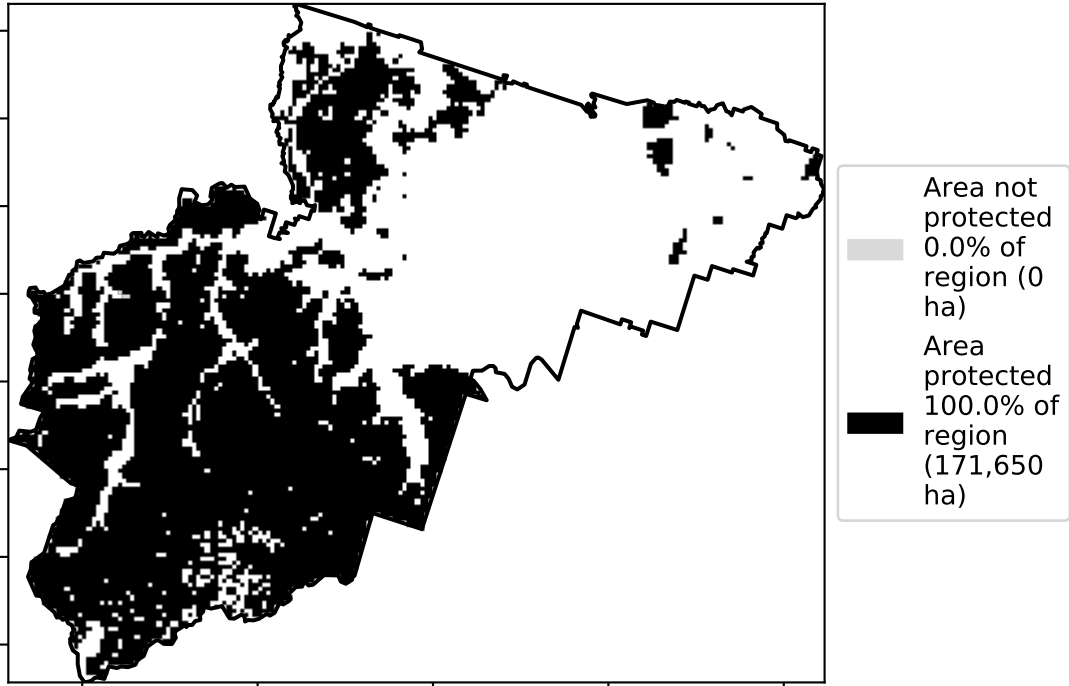 Area not
protected
0.0% of
region (0
ha)
Area
protected
100.0% of
region
(171,650
ha)